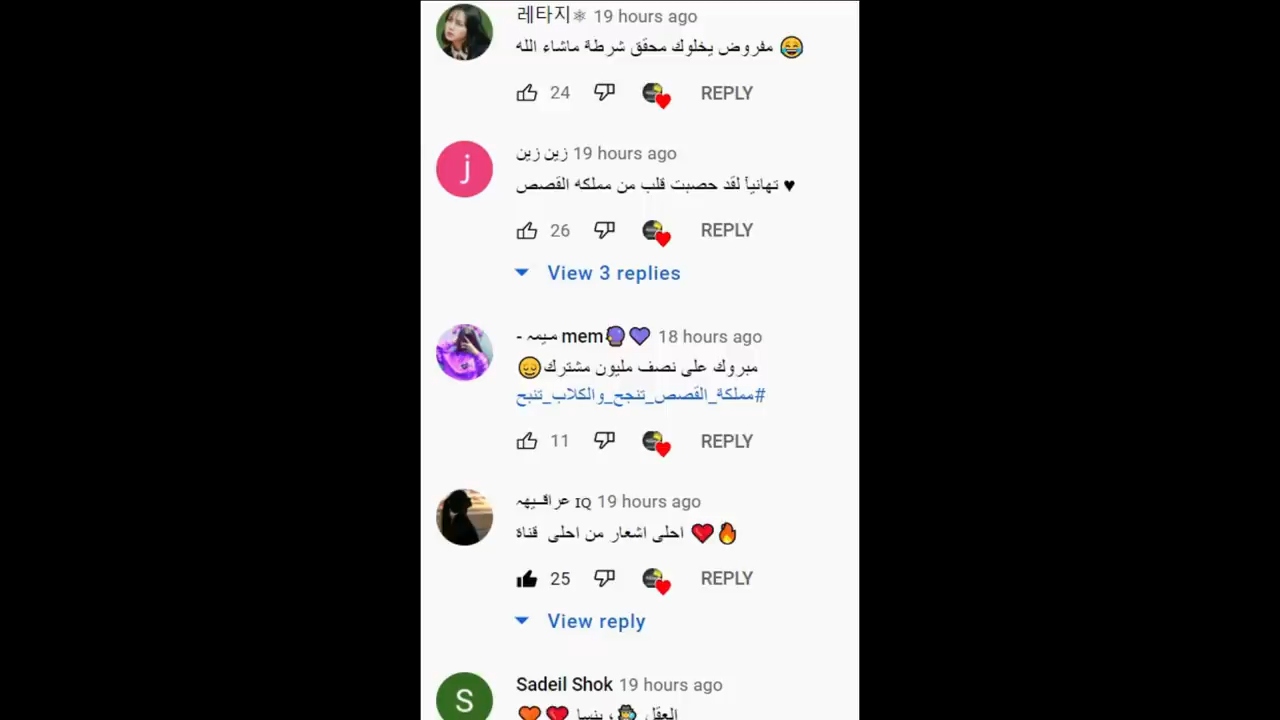 레타지❄ 19 hours ago
مفروض يخلوك محقق شرطة ماشاء الله 😂
24 REPLY
j
زين زين 19 hours ago
تهانياً لقد حصبت قلب من مملكه القصص ♥
26 REPLY
View 3 replies
- ميمہ mem🔮💜 18 hours ago
مبروك على نصف مليون مشترك😌
#مملكة_القصص_تنجح_والكلاب_تنبح
11 REPLY
عراقـيهہ IQ 19 hours ago
احلى اشعار من احلى قناة ❤️🔥
25 REPLY
View reply
S
Sadeil Shok 19 hours ago
العقل ، ينسا